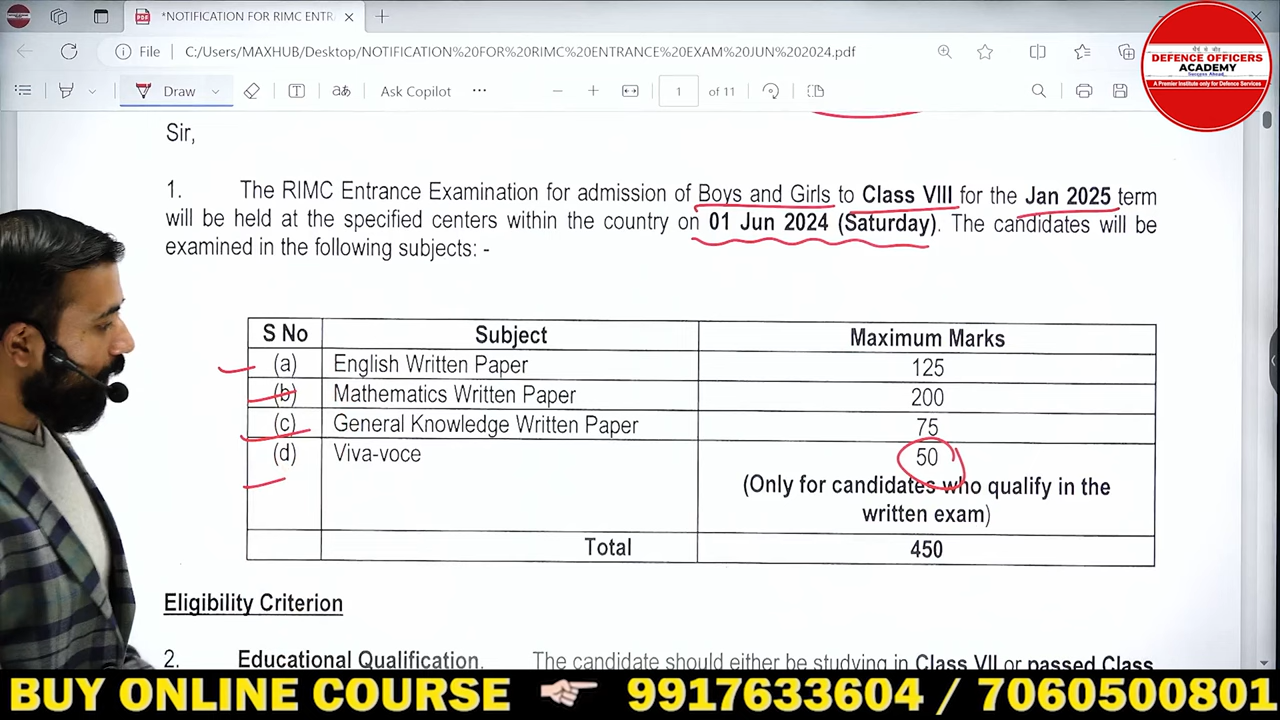 *NOTIFICATION FOR RIMC ENTR
File C:/Users/MAXHUB/Desktop/NOTIFICATION%20FOR%20RIMC%20ENTRANCE%20EXAM%20JUN%202024.pdf
Draw
aあ
Ask Copilot
1 of 11
DEFENCE OFFICERS
ACADEMY
Success Ahead..
A Premier Institute only for Defence Services
Sir,
1. The RIMC Entrance Examination for admission of Boys and Girls to Class VIII for the Jan 2025 term
will be held at the specified centers within the country on 01 Jun 2024 (Saturday). The candidates will be
examined in the following subjects: -
S No Subject Maximum Marks
(a) English Written Paper 125
(b) Mathematics Written Paper 200
(c) General Knowledge Written Paper 75
(d) Viva-voce 50
(Only for candidates who qualify in the
written exam)
Total 450
Eligibility Criterion
2. Educational Qualification. The candidate should either be studying in Class VII or passed Class
BUY ONLINE COURSE 9917633604 / 7060500801